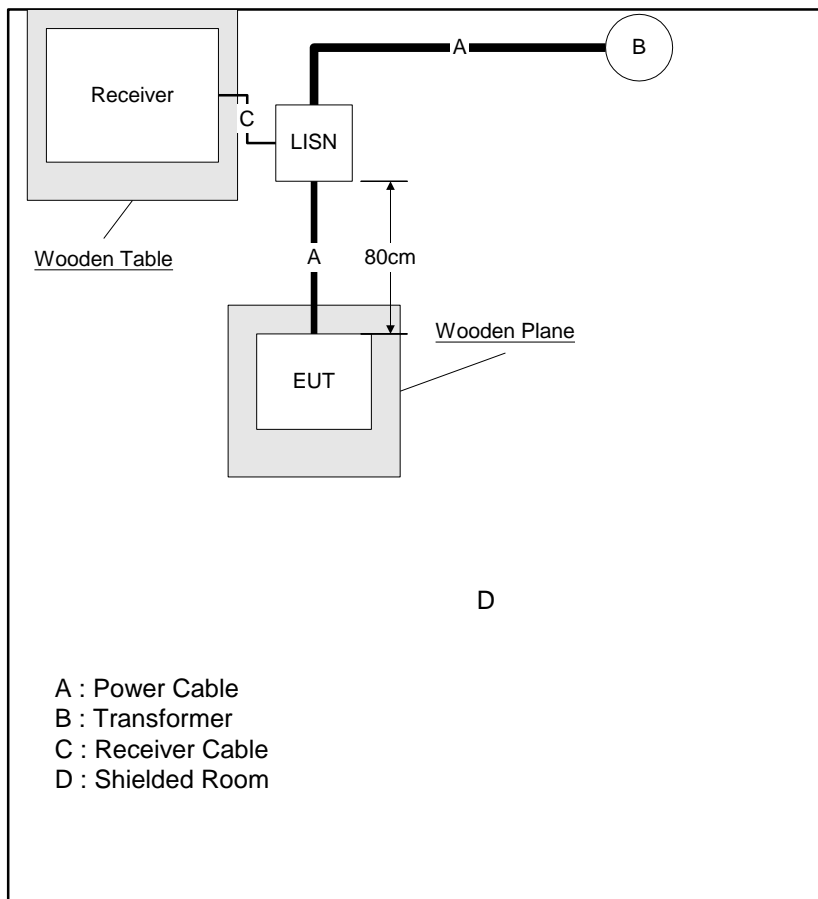 A
B
Receiver
C
LISN
Wooden Table
A
80cm
Wooden Plane
EUT
D
A : Power Cable
B : Transformer
C : Receiver Cable
D : Shielded Room